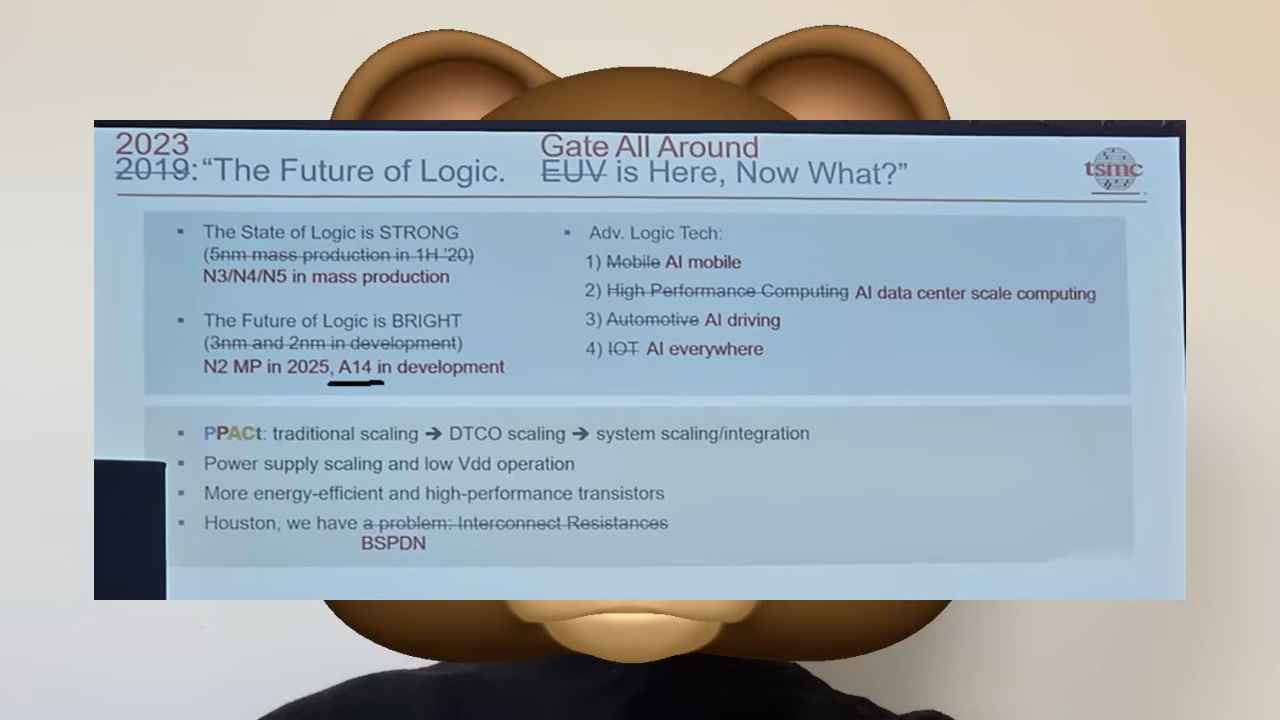 2023
2019: “The Future of Logic.
Gate All Around
EUV is Here, Now What?”
tsmc
▪ The State of Logic is STRONG
(5nm mass production in 1H '20)
N3/N4/N5 in mass production
▪ The Future of Logic is BRIGHT
(3nm and 2nm in development)
N2 MP in 2025, A14 in development
▪ Adv. Logic Tech:
1) Mobile AI mobile
2) High Performance Computing AI data center scale computing
3) Automotive AI driving
4) IOT AI everywhere
▪ PPACt: traditional scaling ➔ DTCO scaling ➔ system scaling/integration
▪ Power supply scaling and low Vdd operation
▪ More energy-efficient and high-performance transistors
▪ Houston, we have a problem: Interconnect Resistances
BSPDN